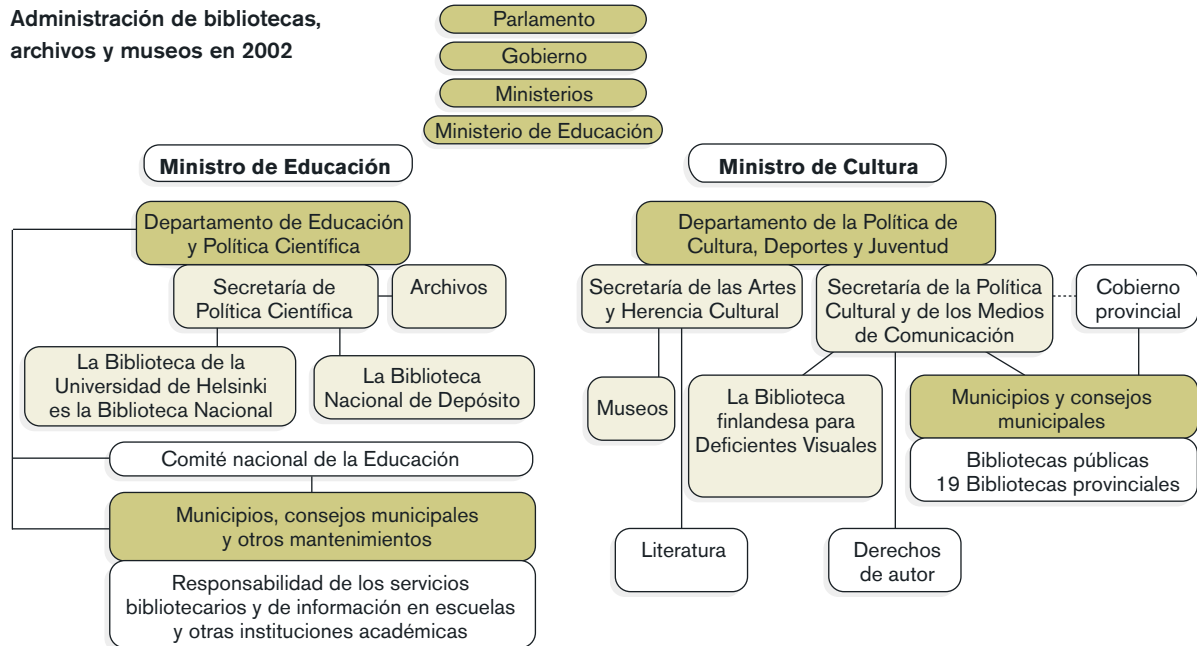 Administración de bibliotecas,
archivos y museos en 2002
Parlamento
Gobierno
Ministerios
Ministerio de Educación
Ministro de Educación
Departamento de Educación
y Política Científica
Secretaría de
Política Científica
Archivos
La Biblioteca de la
Universidad de Helsinki
es la Biblioteca Nacional
La Biblioteca
Nacional de Depósito
Comité nacional de la Educación
Municipios, consejos municipales
y otros mantenimientos
Responsabilidad de los servicios
bibliotecarios y de información en escuelas
y otras instituciones académicas
Ministro de Cultura
Departamento de la Política de
Cultura, Deportes y Juventud
Secretaría de las Artes
y Herencia Cultural
Secretaría de la Política
Cultural y de los Medios
de Comunicación
Cobierno
provincial
Museos
La Biblioteca
finlandesa para
Deficientes Visuales
Municipios y consejos
municipales
Bibliotecas públicas
19 Bibliotecas provinciales
Literatura
Derechos
de autor